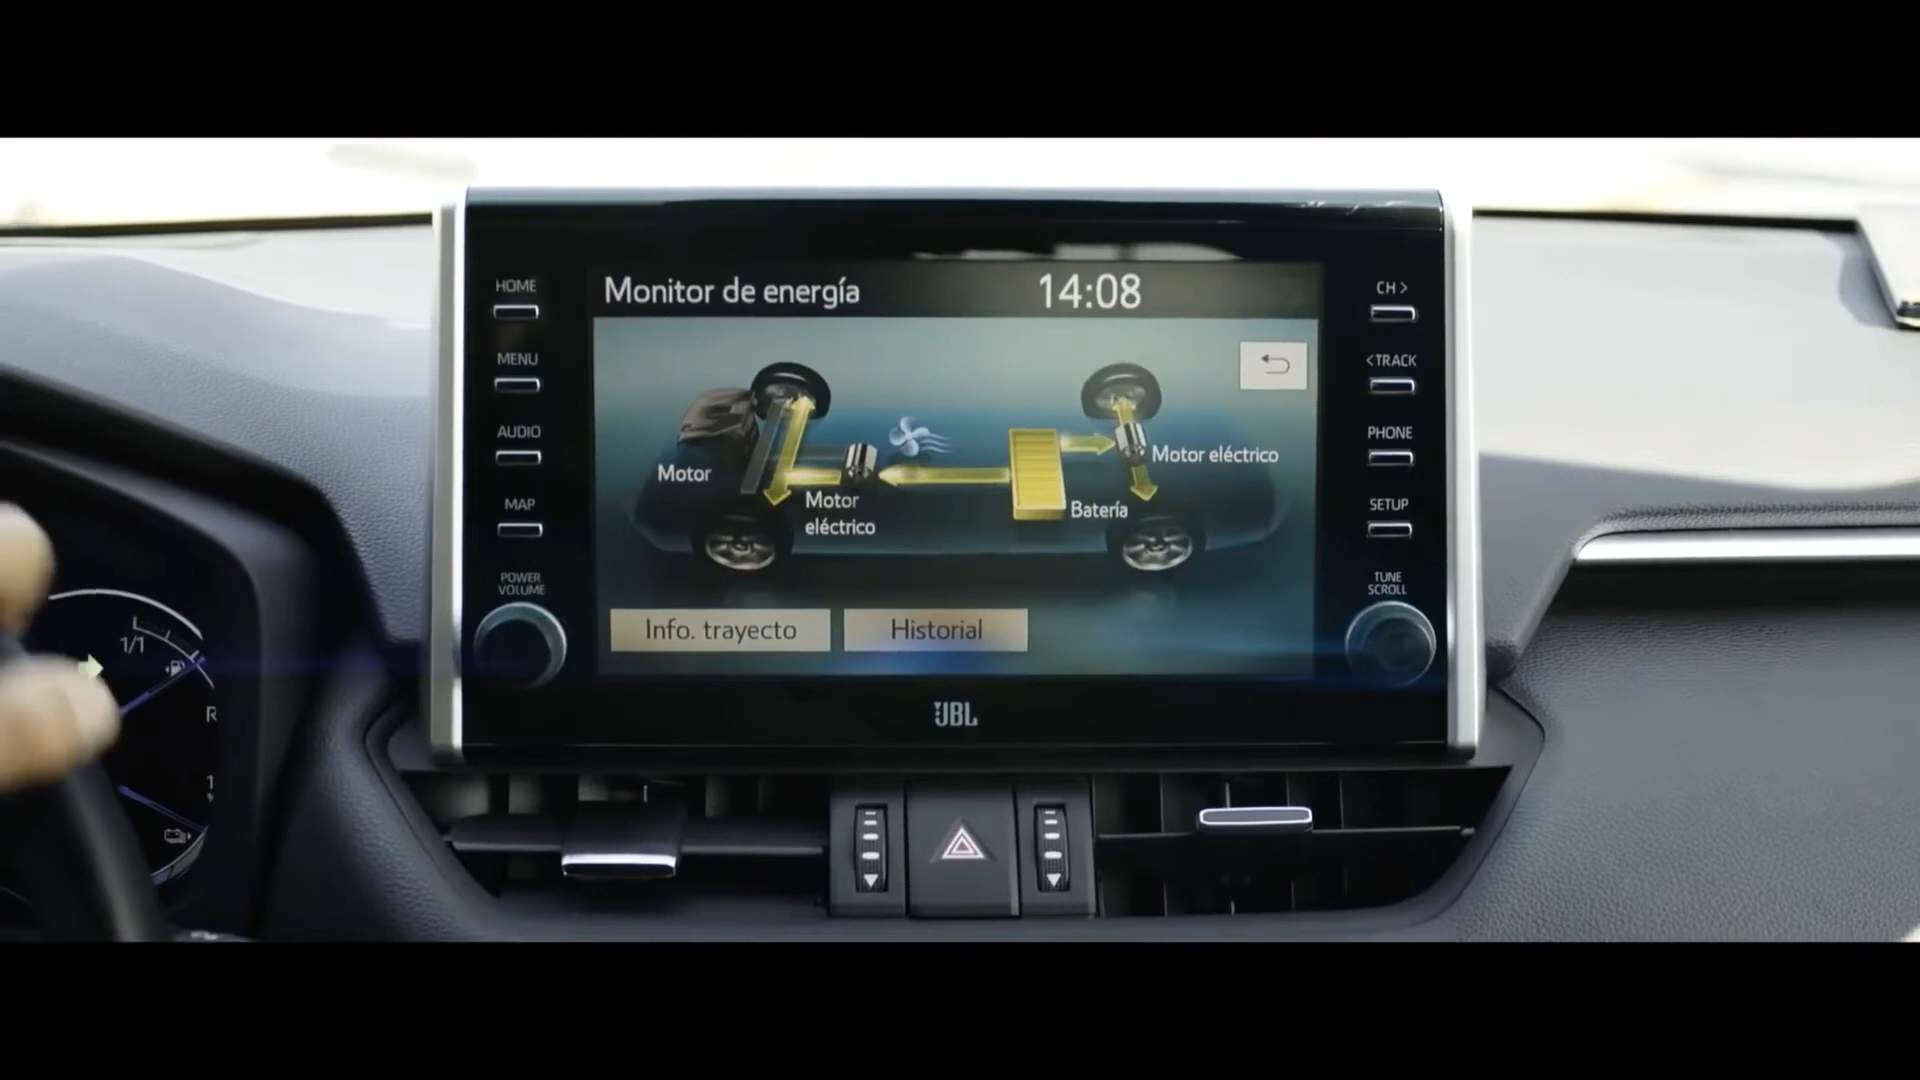 HOME
MENU
AUDIO
MAP
POWER
VOLUME
Monitor de energía
14:08
Motor
Motor
eléctrico
Batería
Motor eléctrico
Info. trayecto
Historial
CH >
<TRACK
PHONE
SETUP
TUNE
SCROLL
JBL
1/1
R